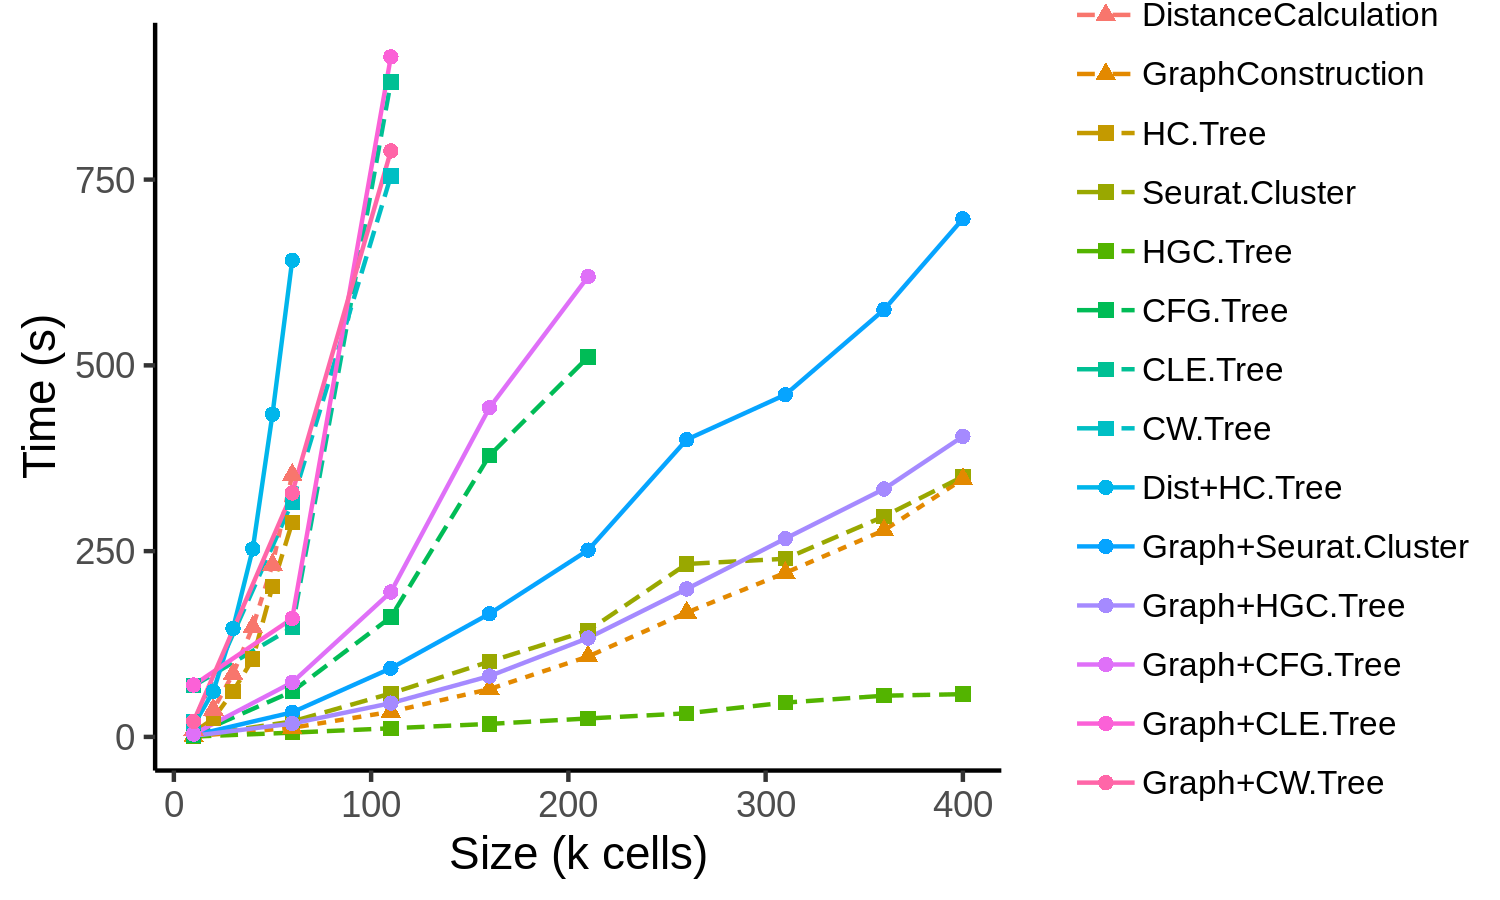 DistanceCalculation
GraphConstruction
HC.Tree
Seurat.Cluster
HGC.Tree
CFG.Tree
CLE.Tree
CW.Tree
Dist+HC.Tree
Graph+Seurat.Cluster
Graph+HGC.Tree
Graph+CFG.Tree
Graph+CLE.Tree
Graph+CW.Tree
Time (s)
750
500
250
0
0 100 200 300 400
Size (k cells)